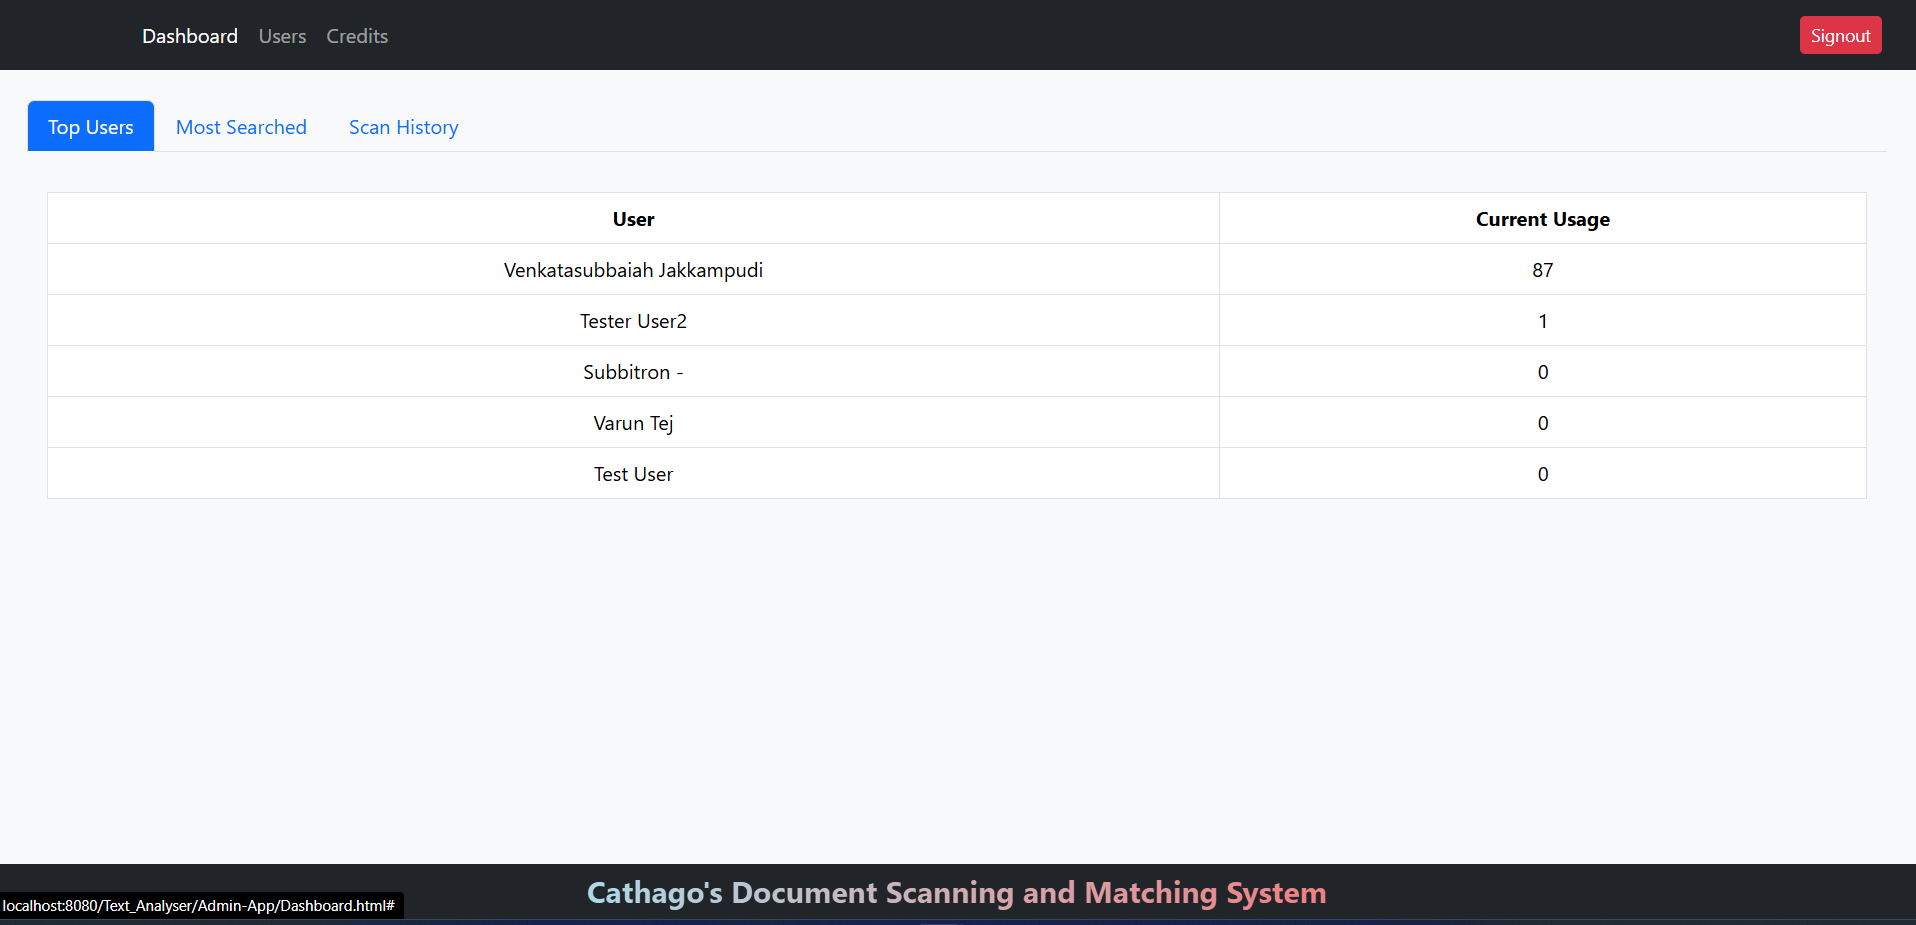 Dashboard Users Credits Signout
Top Users Most Searched Scan History
User Current Usage
Venkatasubbaiah Jakkampudi 87
Tester User2 1
Subbitron - 0
Varun Tej 0
Test User 0
Cathago's Document Scanning and Matching System
localhost:8080/Text_Analyser/Admin-App/Dashboard.html#